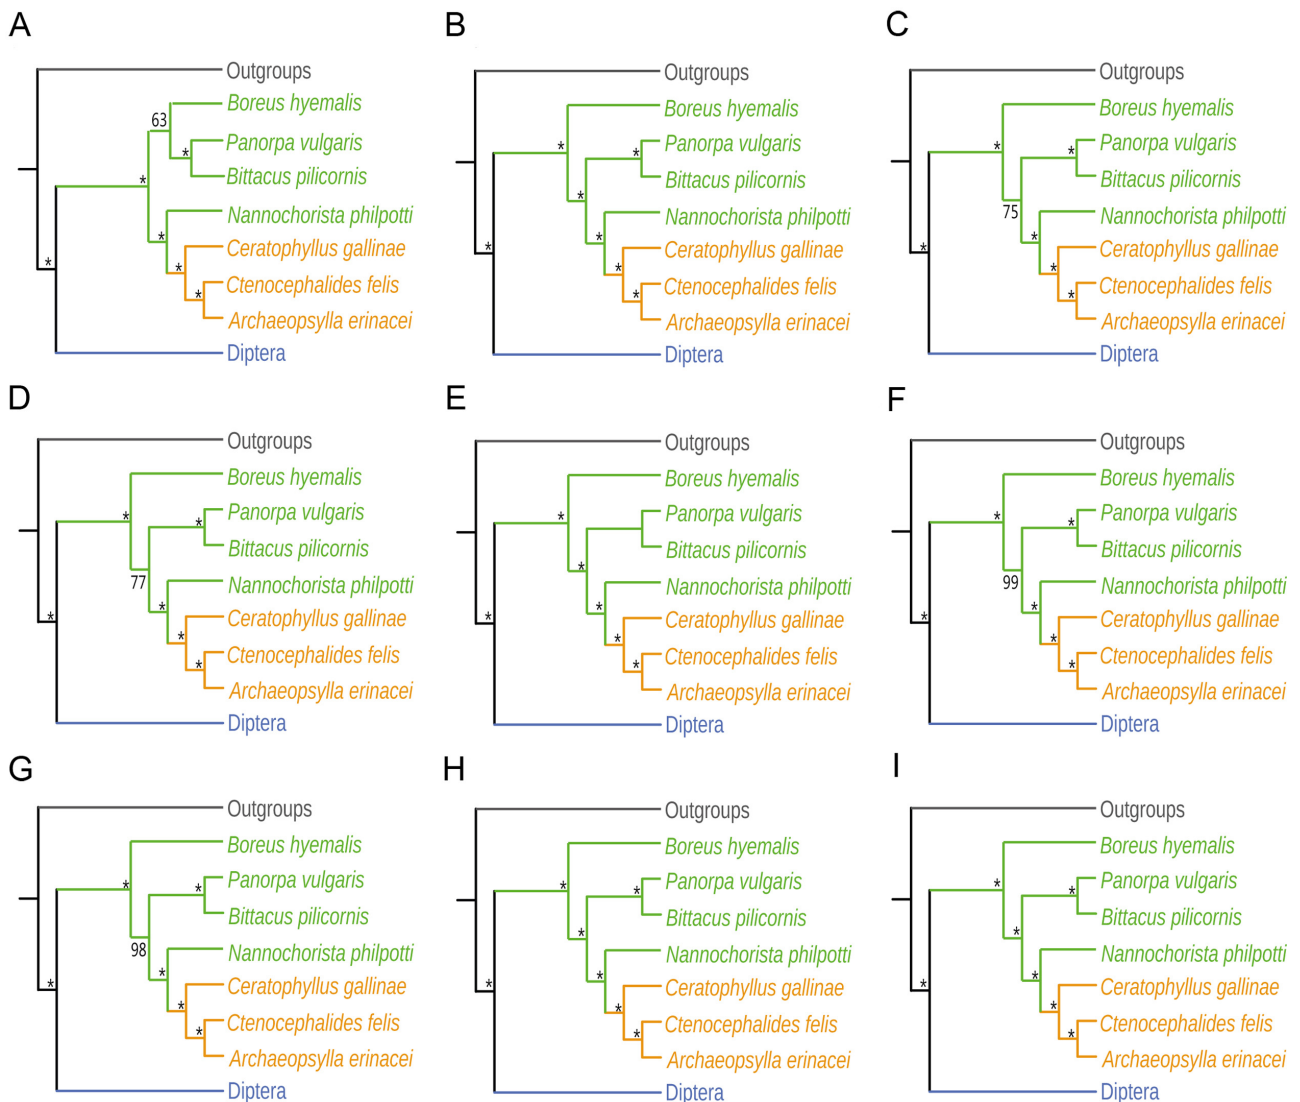 A
Outgroups
Boreus hyemalis
63
Panorpa vulgaris
*
Bittacus pilicornis
*
Nannochorista philpotti
*
Ceratophyllus gallinae
*
*
Ctenocephalides felis
*
Archaeopsylla erinacei
Diptera
B
Outgroups
Boreus hyemalis
*
Panorpa vulgaris
*
Bittacus pilicornis
*
Nannochorista philpotti
*
Ceratophyllus gallinae
*
*
Ctenocephalides felis
*
Archaeopsylla erinacei
Diptera
C
Outgroups
Boreus hyemalis
*
Panorpa vulgaris
*
Bittacus pilicornis
75
Nannochorista philpotti
*
Ceratophyllus gallinae
*
*
Ctenocephalides felis
*
Archaeopsylla erinacei
Diptera
D
Outgroups
Boreus hyemalis
*
Panorpa vulgaris
*
Bittacus pilicornis
77
Nannochorista philpotti
*
Ceratophyllus gallinae
*
*
Ctenocephalides felis
*
Archaeopsylla erinacei
Diptera
E
Outgroups
Boreus hyemalis
*
Panorpa vulgaris
Bittacus pilicornis
*
Nannochorista philpotti
*
Ceratophyllus gallinae
*
*
Ctenocephalides felis
*
Archaeopsylla erinacei
Diptera
F
Outgroups
Boreus hyemalis
*
Panorpa vulgaris
*
Bittacus pilicornis
99
Nannochorista philpotti
*
Ceratophyllus gallinae
*
*
Ctenocephalides felis
*
Archaeopsylla erinacei
Diptera
G
Outgroups
Boreus hyemalis
*
Panorpa vulgaris
*
Bittacus pilicornis
98
Nannochorista philpotti
*
Ceratophyllus gallinae
*
*
Ctenocephalides felis
*
Archaeopsylla erinacei
Diptera
H
Outgroups
Boreus hyemalis
*
Panorpa vulgaris
*
Bittacus pilicornis
*
Nannochorista philpotti
*
Ceratophyllus gallinae
*
*
Ctenocephalides felis
*
Archaeopsylla erinacei
Diptera
I
Outgroups
Boreus hyemalis
*
Panorpa vulgaris
*
Bittacus pilicornis
*
Nannochorista philpotti
*
Ceratophyllus gallinae
*
*
Ctenocephalides felis
*
Archaeopsylla erinacei
Diptera